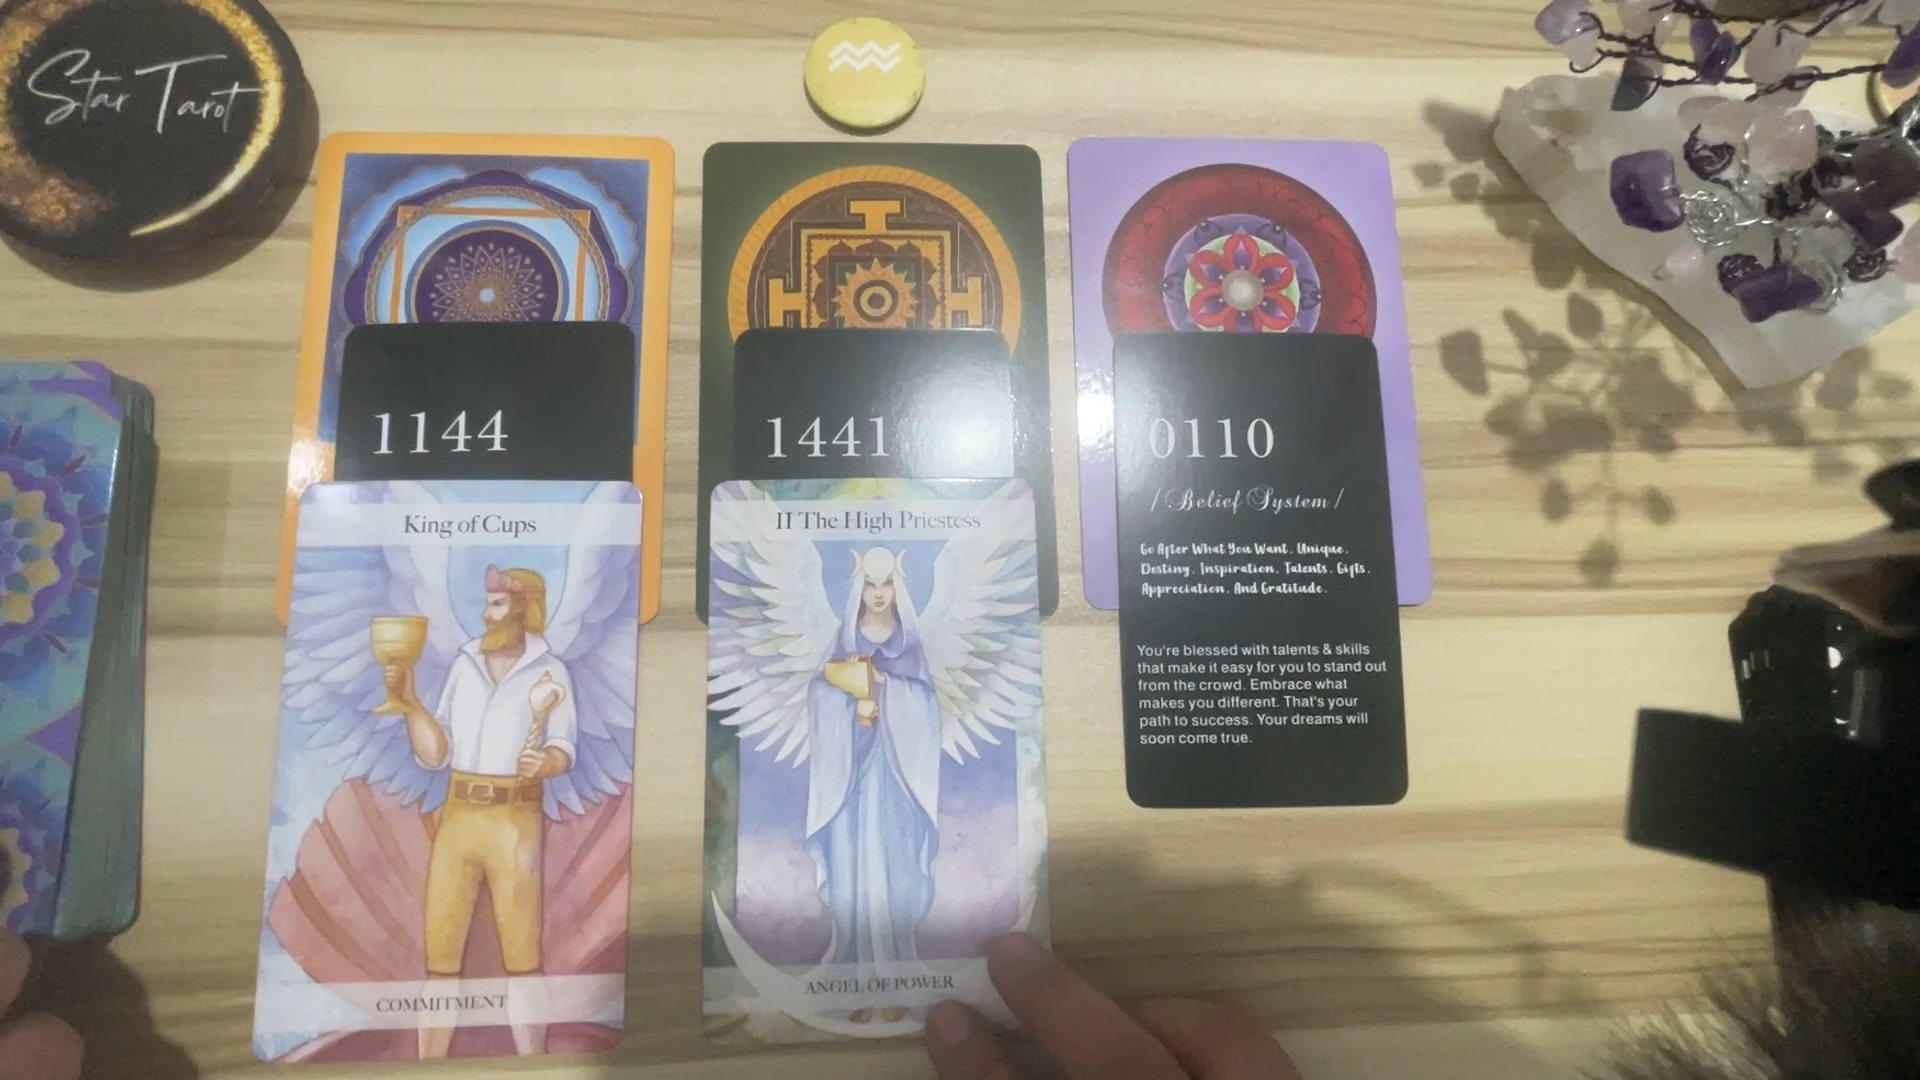 Star Tarot
1144
1441
0110
/ Belief System /
Go After What You Want. Unique.
Destiny. Inspiration. Talents. Gifts.
Appreciation. And Gratitude.
You're blessed with talents & skills
that make it easy for you to stand out
from the crowd. Embrace what
makes you different. That's your
path to success. Your dreams will
soon come true.
King of Cups
COMMITMENT
II The High Priestess
ANGEL OF POWER